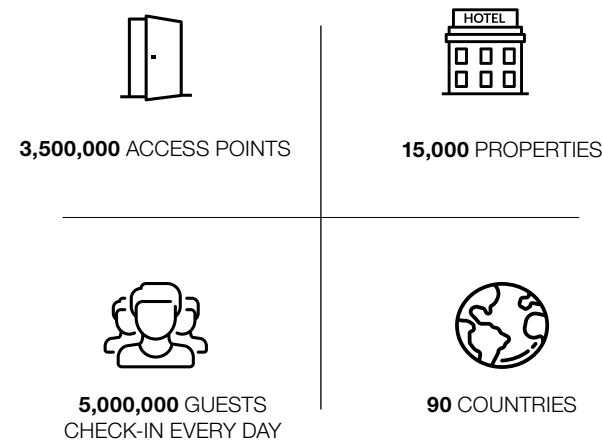 HOTEL
3,500,000 ACCESS POINTS
15,000 PROPERTIES
5,000,000 GUESTS
CHECK-IN EVERY DAY
90 COUNTRIES